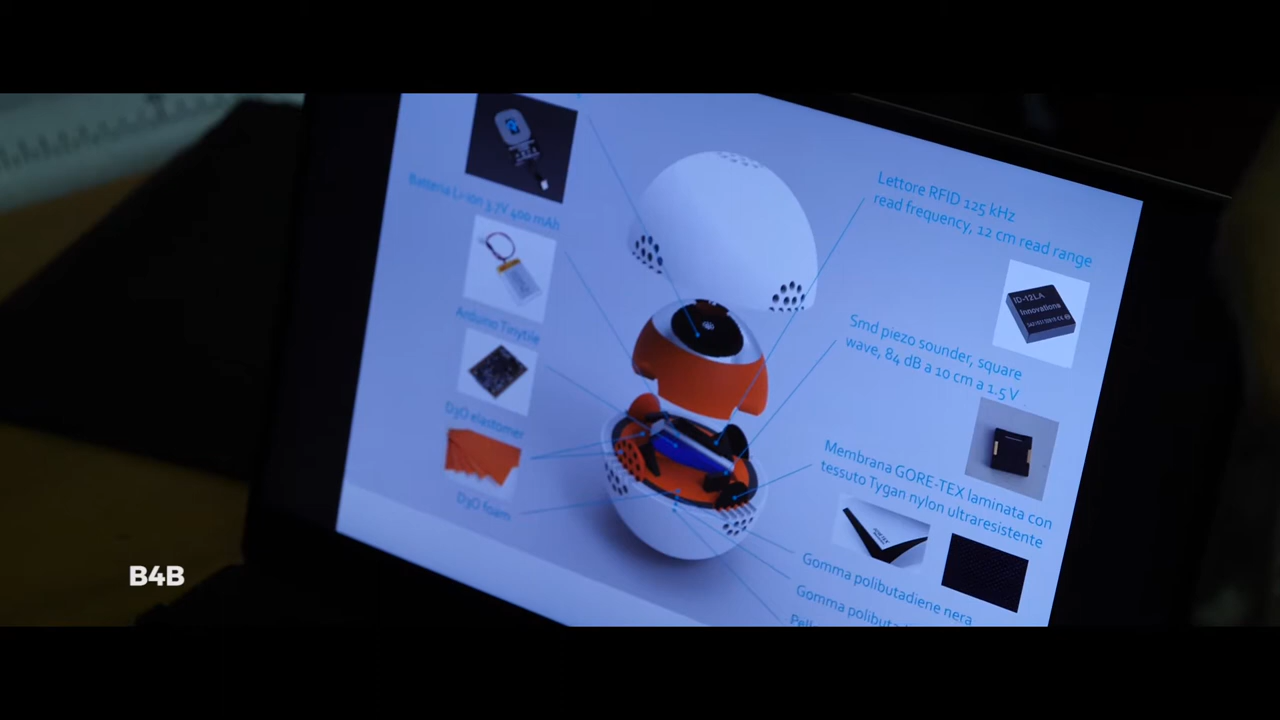 Batteria Li-Ion 3.7V 400 mAh
Arduino Tinytile
D3O elastomer
D3O foam
Lettore RFID 125 kHz
read frequency, 12 cm read range
ID-12LA
Innovations
Smd piezo sounder, square
wave, 84 dB a 10 cm a 1.5 V
Membrana GORE-TEX laminata con
tessuto Tygan nylon ultraresistente
Gomma polibutadiene nera
Gomma
B4B